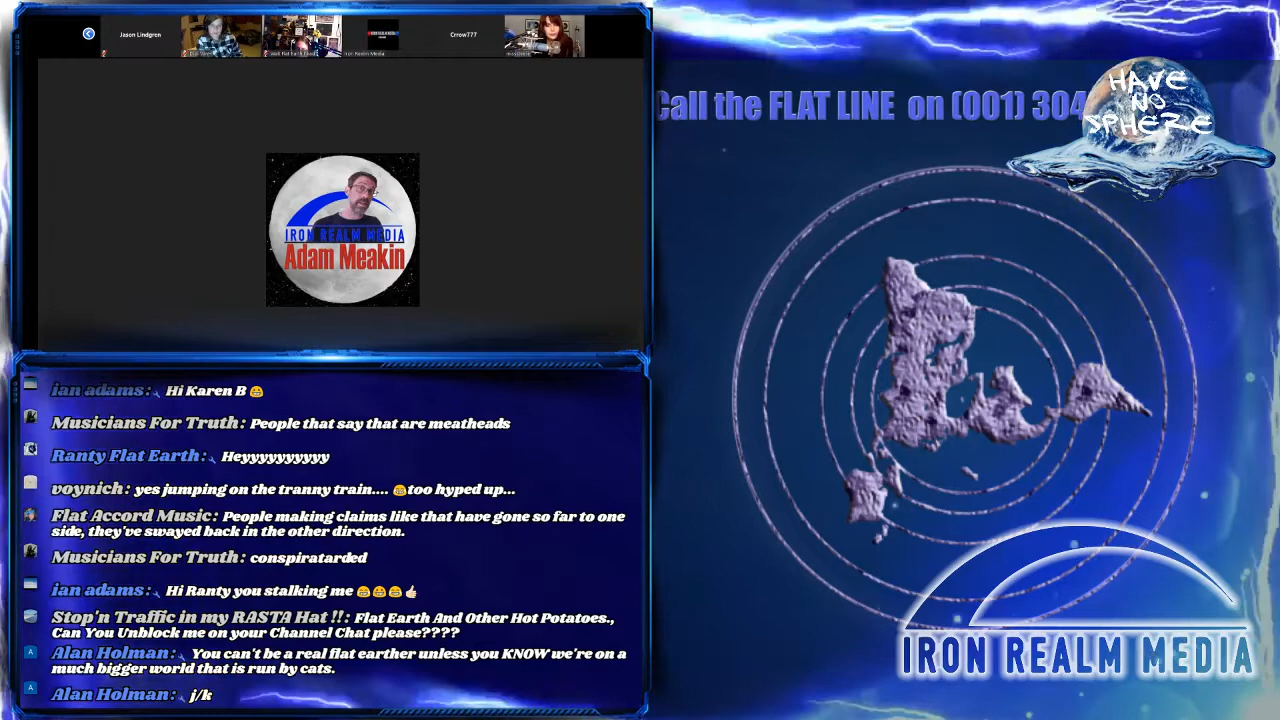 Jason Lindgren
Iron Realm Media
Crrow777
Call the FLAT LINE on (001) 304
HAVE
NO
SPHERE
IRON REALM MEDIA
Adam Meakin
ian adams: Hi Karen B 😁
Musicians For Truth: People that say that are meatheads
Ranty Flat Earth: Heyyyyyyyyyy
voynich: yes jumping on the tranny train.... 😁too hyped up...
Flat Accord Music: People making claims like that have gone so far to one
side, they've swayed back in the other direction.
Musicians For Truth: conspiratarded
ian adams: Hi Ranty you stalking me 😁😁😁👍
Stop'n Traffic in my RASTA Hat !!: Flat Earth And Other Hot Potatoes.,
Can You Unblock me on your Channel Chat please????
Alan Holman: You can't be a real flat earther unless you KNOW we're on a
much bigger world that is run by cats.
Alan Holman: j/k
IRON REALM MEDIA